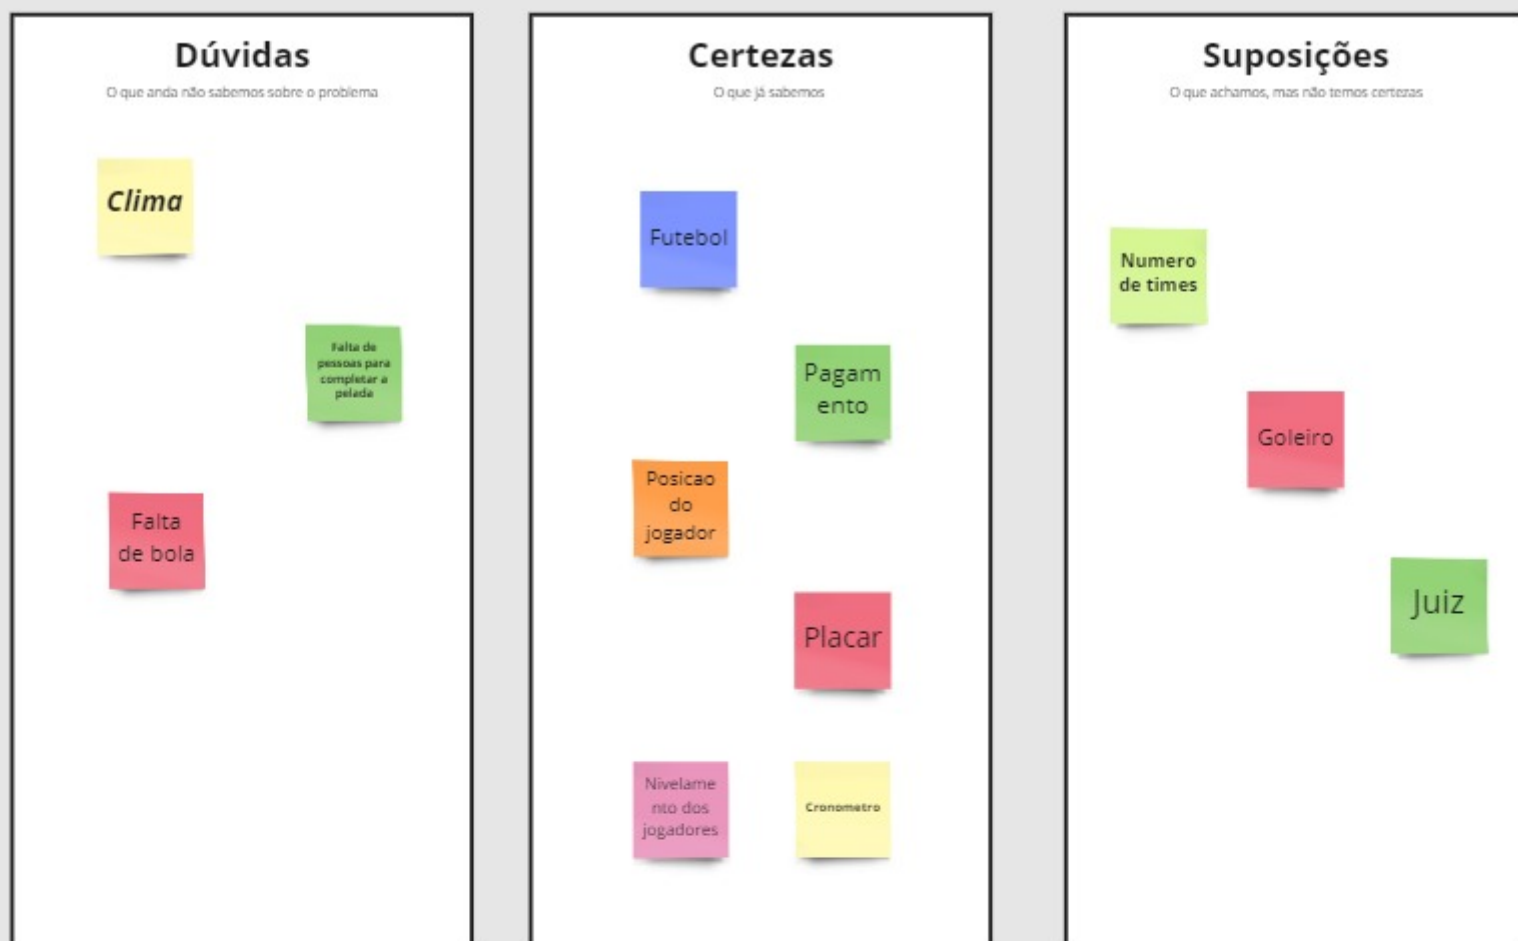 Dúvidas
O que anda não sabemos sobre o problema
Clima
Falta de
pessoas para
completar a
pelada
Falta
de bola
Certezas
O que já sabemos
Futebol
Pagam
ento
Posicao
do
jogador
Placar
Nivelame
nto dos
jogadores
Cronometro
Suposições
O que achamos, mas não temos certezas
Numero
de times
Goleiro
Juiz